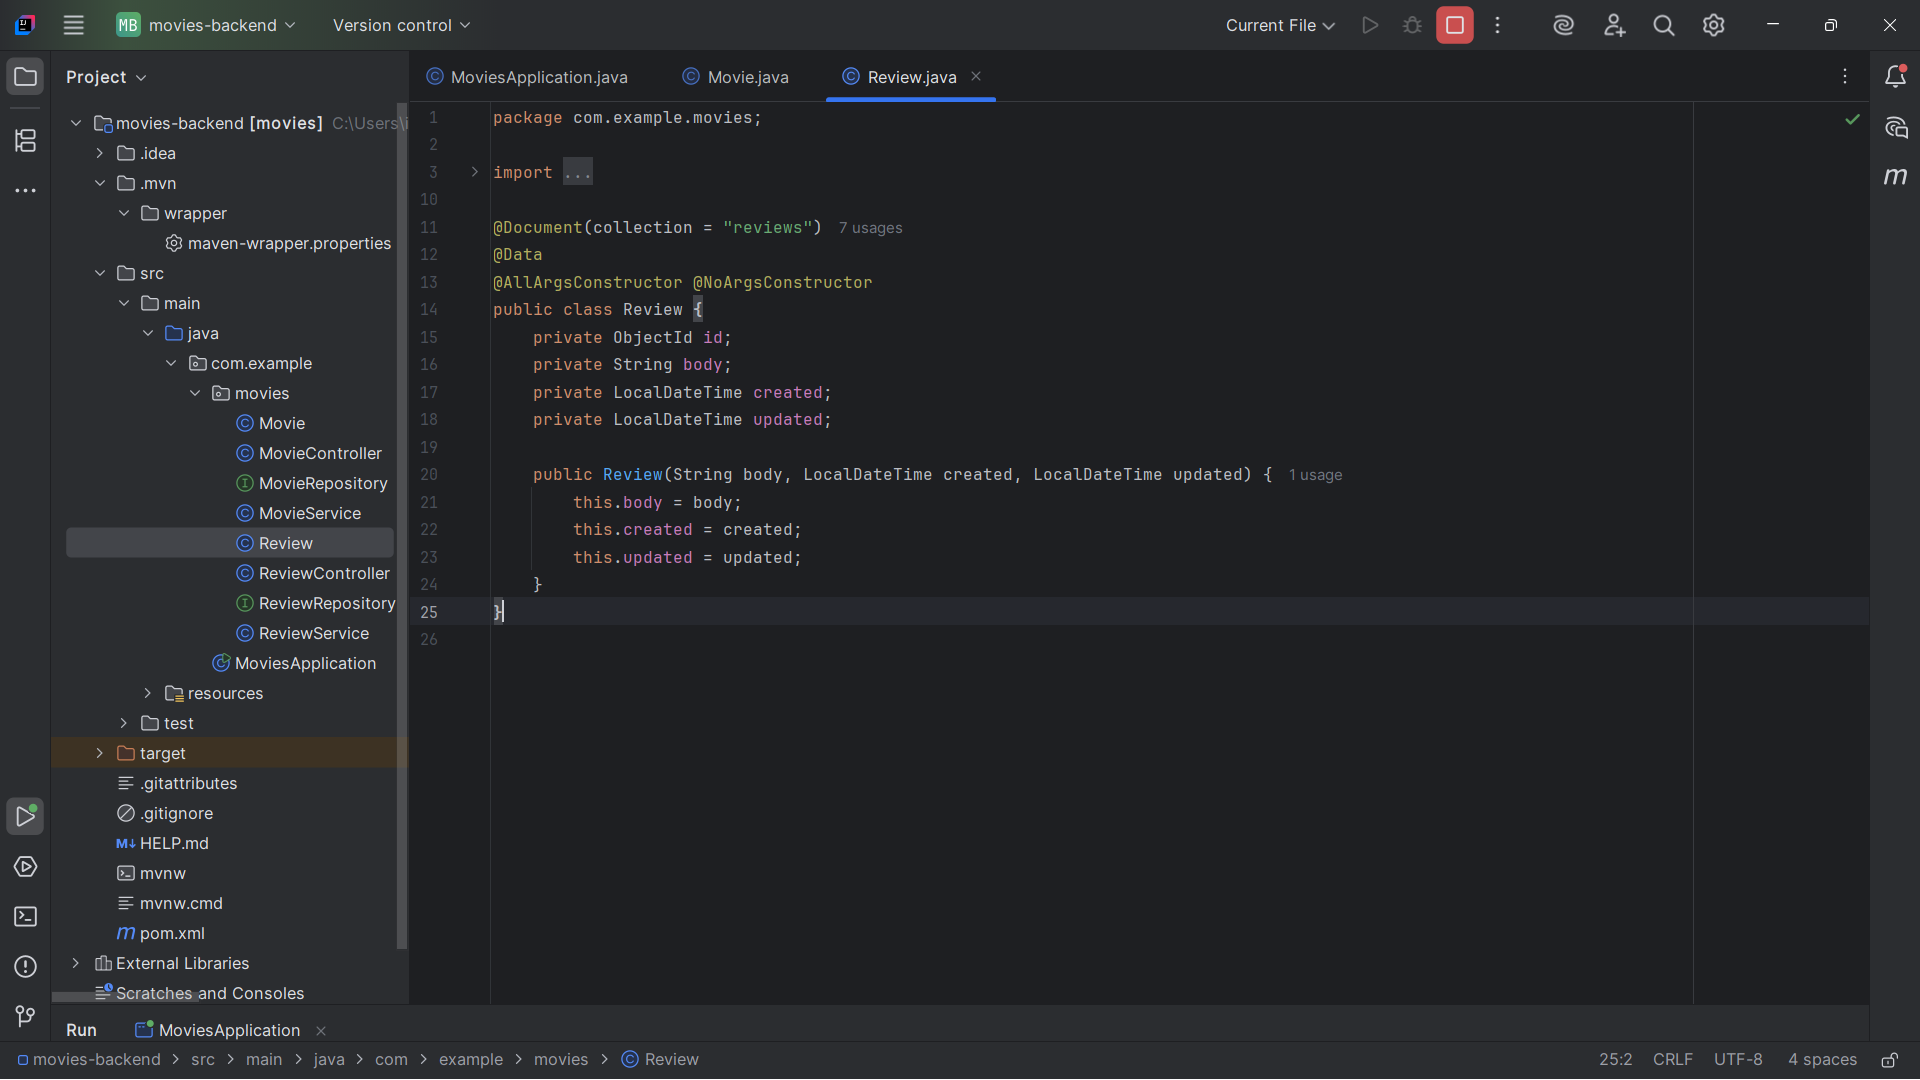 MB movies-backend Version control Current File
Project
MoviesApplication.java Movie.java Review.java
movies-backend [movies] C:\Users\
.idea
.mvn
wrapper
maven-wrapper.properties
src
main
java
com.example
movies
Movie
MovieController
MovieRepository
MovieService
Review
ReviewController
ReviewRepository
ReviewService
MoviesApplication
resources
test
target
.gitattributes
.gitignore
HELP.md
mvnw
mvnw.cmd
pom.xml
External Libraries
Scratches and Consoles
1 package com.example.movies;
2
3 import ...
10
11 @Document(collection = "reviews") 7 usages
12 @Data
13 @AllArgsConstructor @NoArgsConstructor
14 public class Review {
15 private ObjectId id;
16 private String body;
17 private LocalDateTime created;
18 private LocalDateTime updated;
19
20 public Review(String body, LocalDateTime created, LocalDateTime updated) { 1 usage
21 this.body = body;
22 this.created = created;
23 this.updated = updated;
24 }
25 }
26
Run MoviesApplication
movies-backend > src > main > java > com > example > movies > Review 25:2 CRLF UTF-8 4 spaces